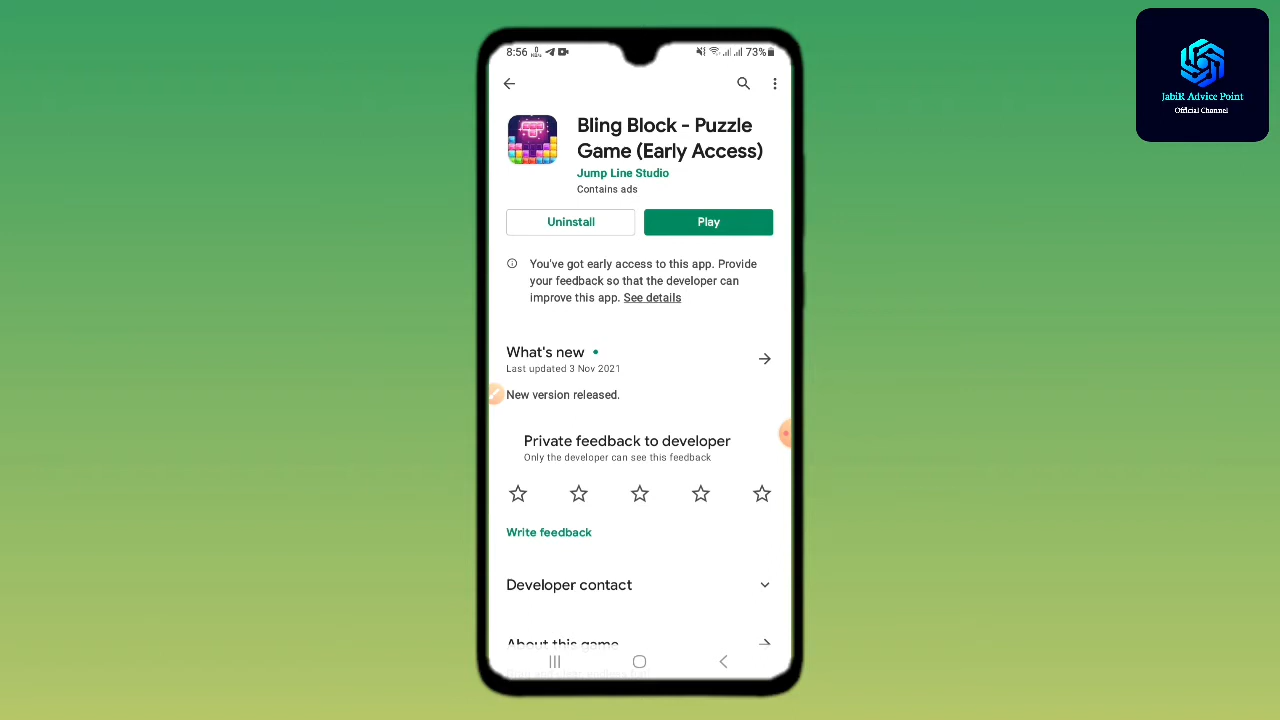 JabiR Advice Point
Official Channel
8:56
73%
Bling Block - Puzzle
Game (Early Access)
Jump Line Studio
Contains ads
Uninstall
Play
You've got early access to this app. Provide
your feedback so that the developer can
improve this app. See details
What's new
Last updated 3 Nov 2021
New version released.
Private feedback to developer
Only the developer can see this feedback
Write feedback
Developer contact
About this game